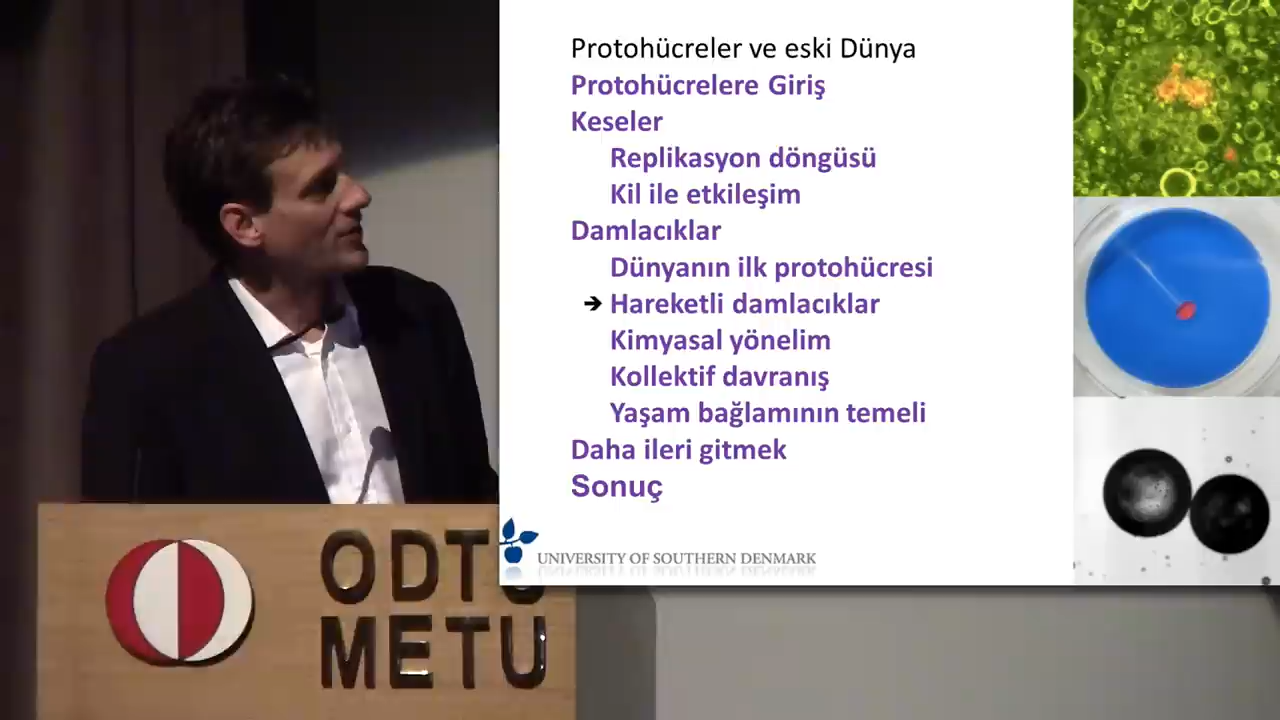 Protohücreler ve eski Dünya
Protohücrelere Giriş
Keseler
Replikasyon döngüsü
Kil ile etkileşim
Damlacıklar
Dünyanın ilk protohücresi
➔ Hareketli damlacıklar
Kimyasal yönelim
Kollektif davranış
Yaşam bağlamının temeli
Daha ileri gitmek
Sonuç
UNIVERSITY OF SOUTHERN DENMARK
ODTÜ
METU